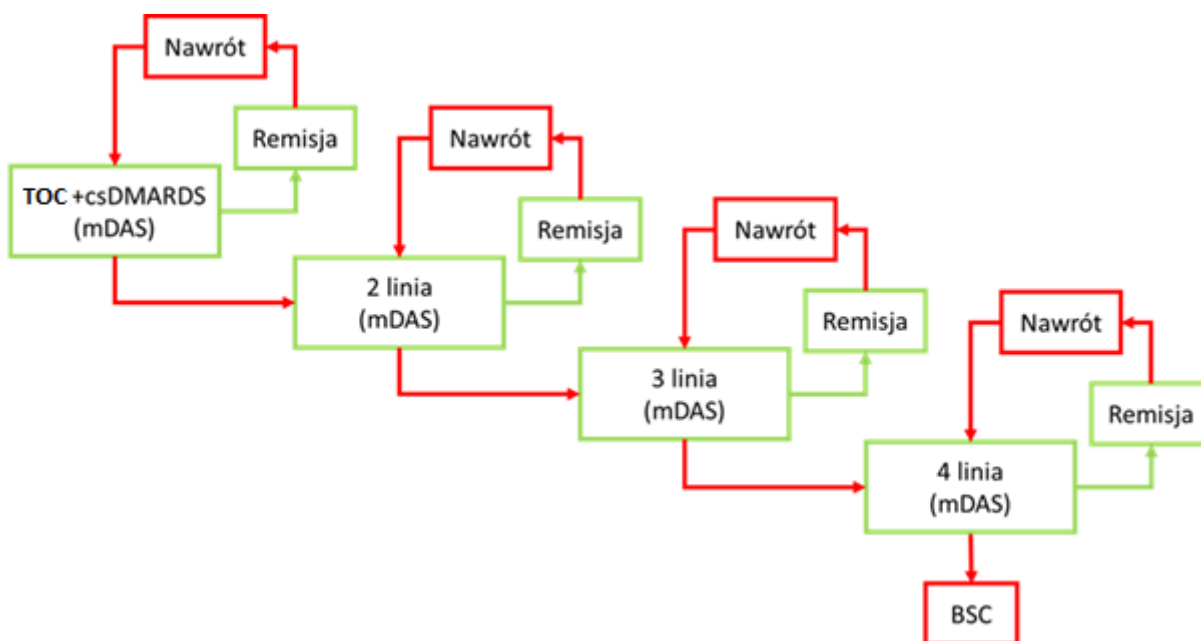 Nawrót
Remisja
TOC +csDMARDS
(mDAS)
Nawrót
Remisja
2 linia
(mDAS)
Nawrót
Remisja
3 linia
(mDAS)
Nawrót
Remisja
4 linia
(mDAS)
BSC